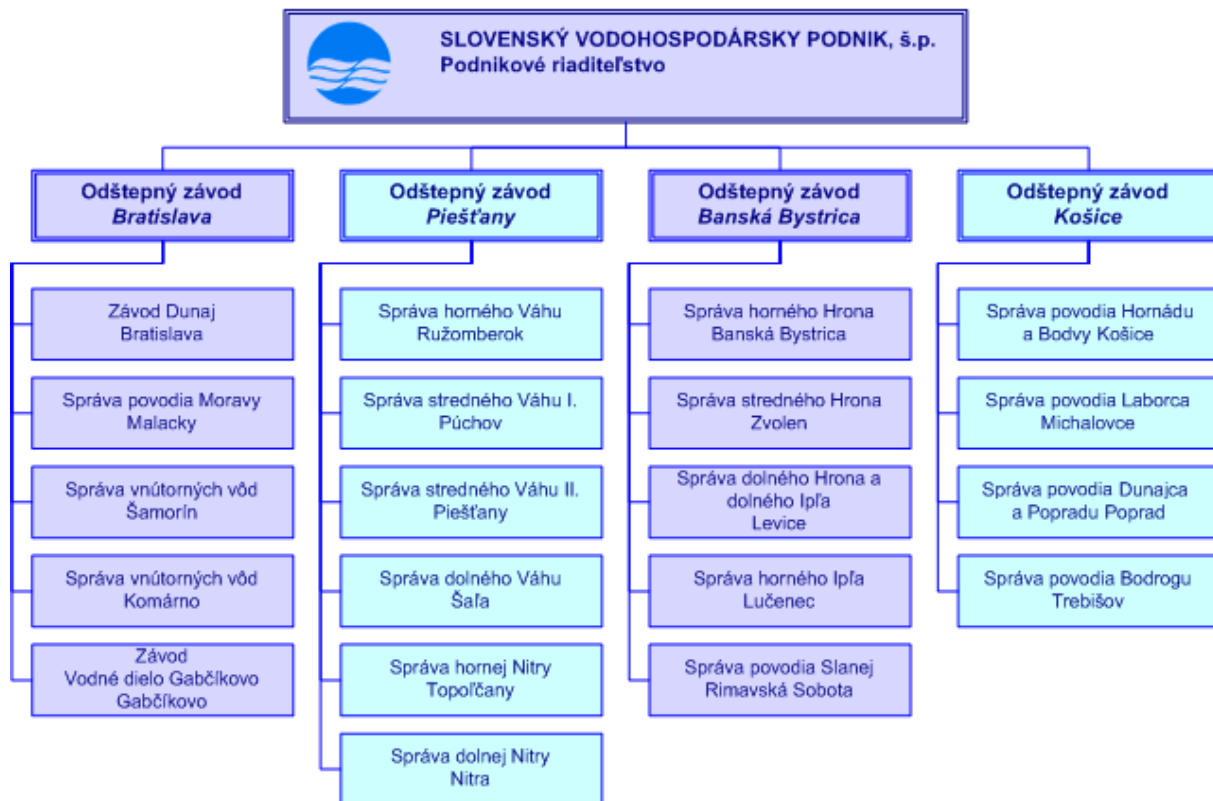 SLOVENSKÝ VODOHOSPODÁRSKY PODNIK, š.p.
Podnikové riaditeľstvo
Odštepný závod
Bratislava
Závod Dunaj
Bratislava
Správa povodia Moravy
Malacky
Správa vnútorných vôd
Šamorín
Správa vnútorných vôd
Komárno
Závod
Vodné dielo Gabčíkovo
Gabčíkovo
Odštepný závod
Piešťany
Správa horného Váhu
Ružomberok
Správa stredného Váhu I.
Púchov
Správa stredného Váhu II.
Piešťany
Správa dolného Váhu
Šaľa
Správa hornej Nitry
Topoľčany
Správa dolnej Nitry
Nitra
Odštepný závod
Banská Bystrica
Správa horného Hrona
Banská Bystrica
Správa stredného Hrona
Zvolen
Správa dolného Hrona a
dolného Ipľa
Levice
Správa horného Ipľa
Lučenec
Správa povodia Slanej
Rimavská Sobota
Odštepný závod
Košice
Správa povodia Hornádu
a Bodvy Košice
Správa povodia Laborca
Michalovce
Správa povodia Dunajca
a Popradu Poprad
Správa povodia Bodrogu
Trebišov